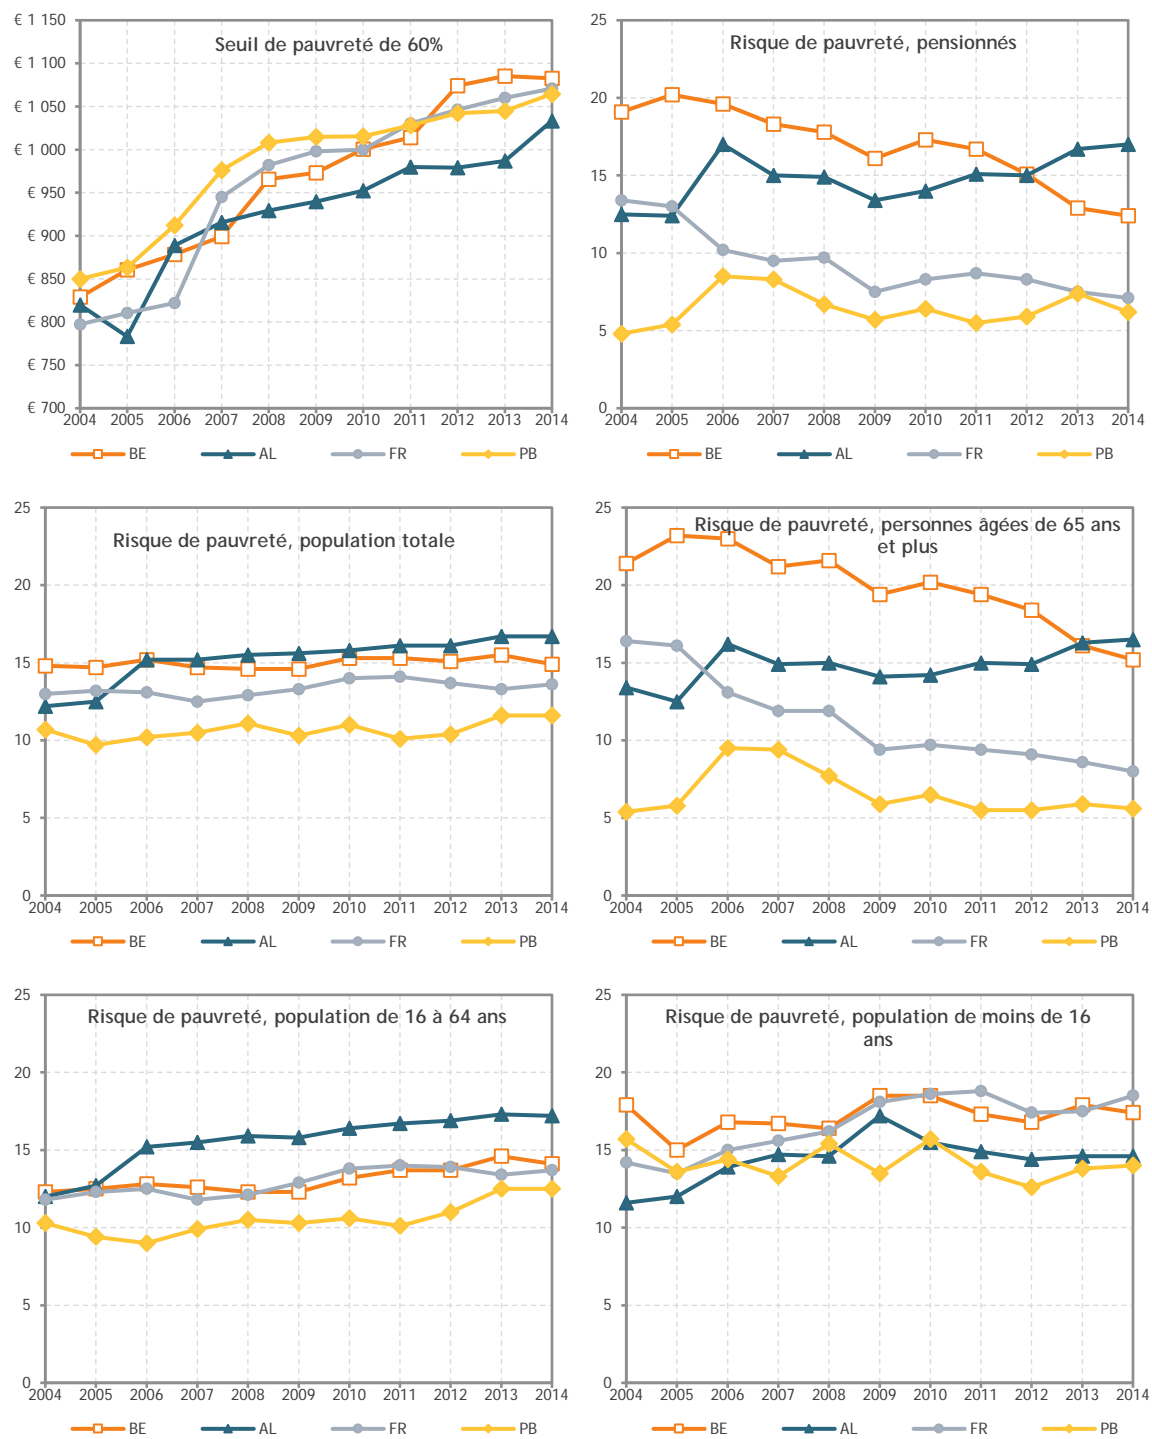 Seuil de pauvreté de 60%
€ 1 150
€ 1 100
€ 1 050
€ 1 000
€ 950
€ 900
€ 850
€ 800
€ 750
€ 700
2004 2005 2006 2007 2008 2009 2010 2011 2012 2013 2014
BE AL FR PB
Risque de pauvreté, pensionnés
25
20
15
10
5
0
2004 2005 2006 2007 2008 2009 2010 2011 2012 2013 2014
BE AL FR PB
Risque de pauvreté, population totale
25
20
15
10
5
0
2004 2005 2006 2007 2008 2009 2010 2011 2012 2013 2014
BE AL FR PB
Risque de pauvreté, personnes âgées de 65 ans
et plus
25
20
15
10
5
0
2004 2005 2006 2007 2008 2009 2010 2011 2012 2013 2014
BE AL FR PB
Risque de pauvreté, population de 16 à 64 ans
25
20
15
10
5
0
2004 2005 2006 2007 2008 2009 2010 2011 2012 2013 2014
BE AL FR PB
Risque de pauvreté, population de moins de 16
ans
25
20
15
10
5
0
2004 2005 2006 2007 2008 2009 2010 2011 2012 2013 2014
BE AL FR PB